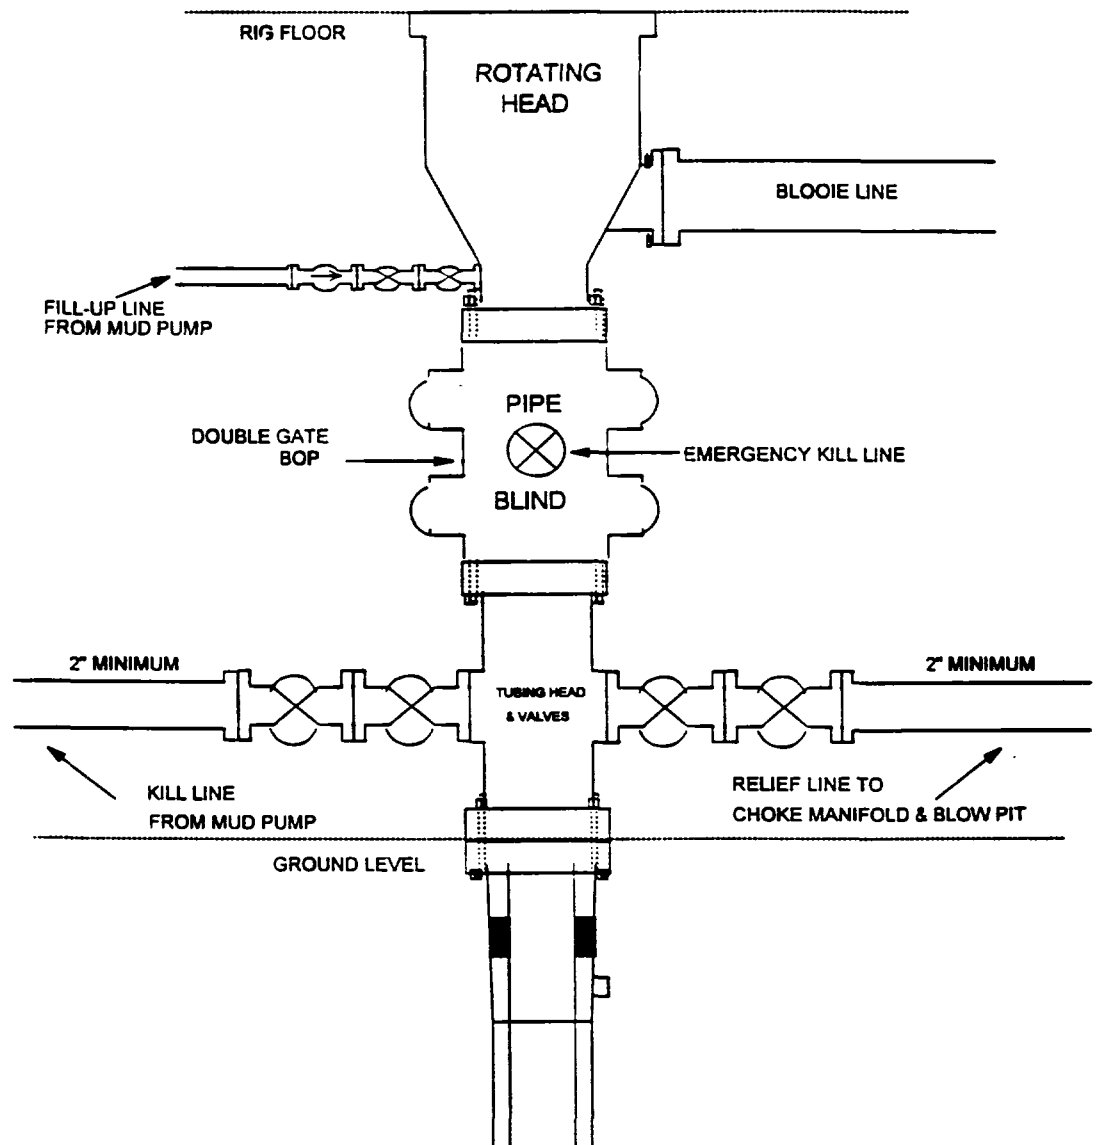 RIG FLOOR
ROTATING
HEAD
BLOOIE LINE
FILL-UP LINE
FROM MUD PUMP
PIPE
DOUBLE GATE
BOP
EMERGENCY KILL LINE
BLIND
2" MINIMUM
2" MINIMUM
TUBING HEAD
& VALVES
KILL LINE
FROM MUD PUMP
RELIEF LINE TO
CHOKE MANIFOLD & BLOW PIT
GROUND LEVEL